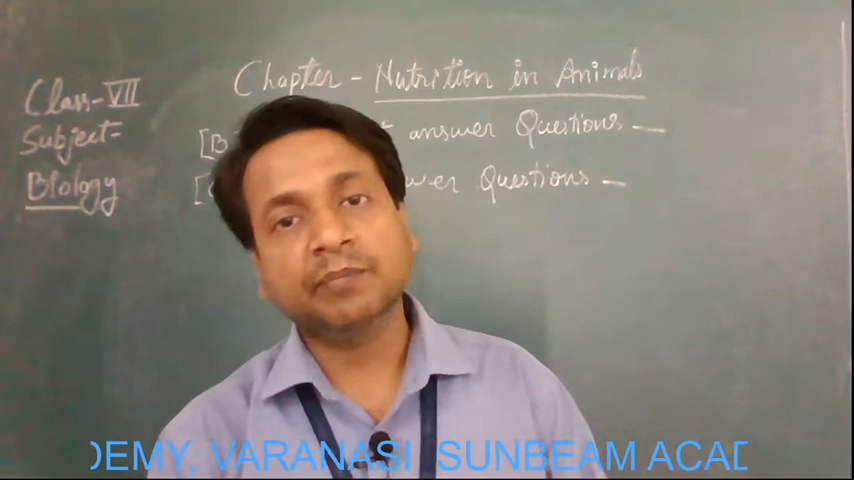 Chapter - Nutrition in Animals
Class - VII
Subject -
Biology
[B answer Questions —
[ wer Questions —
DEMY, VARANASI SUNBEAM ACAD